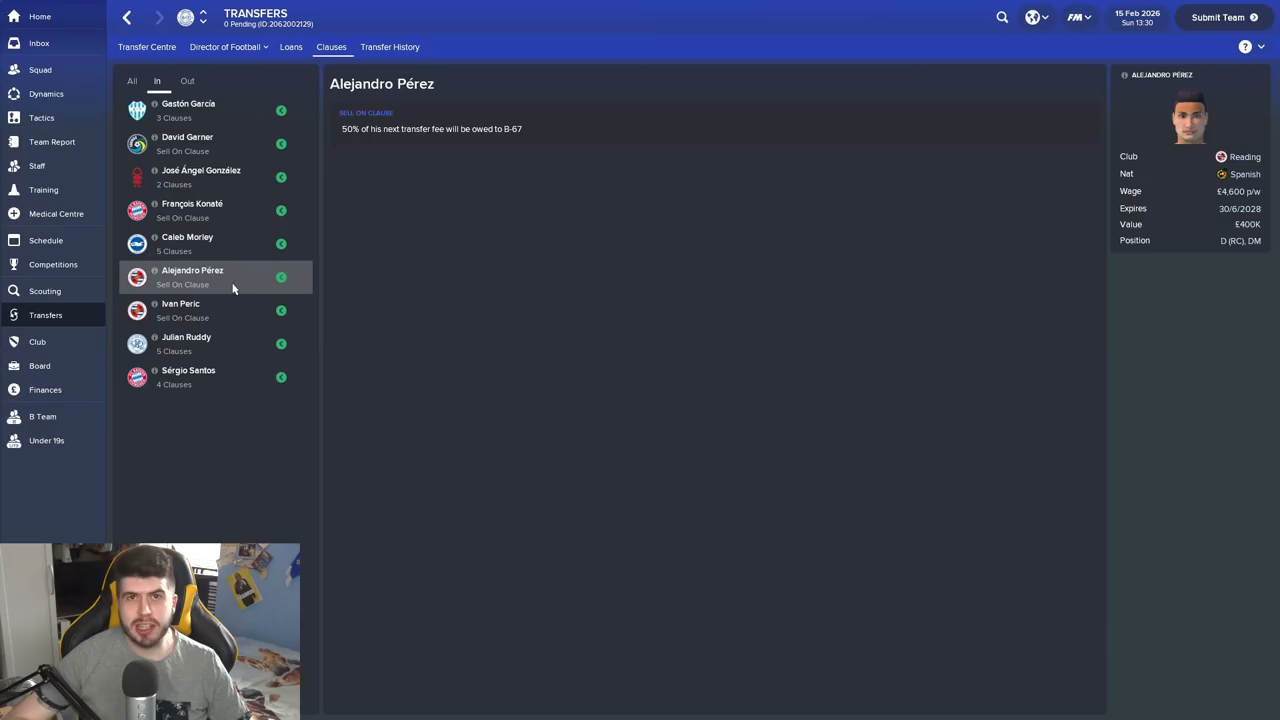 TRANSFERS
0 Pending (ID:2062002129)
FM
15 Feb 2026
Sun 13:30
Submit Team
Transfer Centre
Director of Football
Loans
Clauses
Transfer History
?
Home
Inbox
Squad
Dynamics
Tactics
Team Report
Staff
Training
Medical Centre
Schedule
Competitions
Scouting
Transfers
Club
Board
Finances
B Team
Under 19s
All
In
Out
Gastón García
3 Clauses
David Garner
Sell On Clause
José Ángel González
2 Clauses
François Konaté
Sell On Clause
Caleb Morley
5 Clauses
Alejandro Pérez
Sell On Clause
Ivan Peric
Sell On Clause
Julian Ruddy
5 Clauses
Sérgio Santos
4 Clauses
Alejandro Pérez
SELL ON CLAUSE
50% of his next transfer fee will be owed to B-67
ALEJANDRO PÉREZ
Club Reading
Nat Spanish
Wage £4,600 p/w
Expires 30/6/2028
Value £400K
Position D (RC), DM